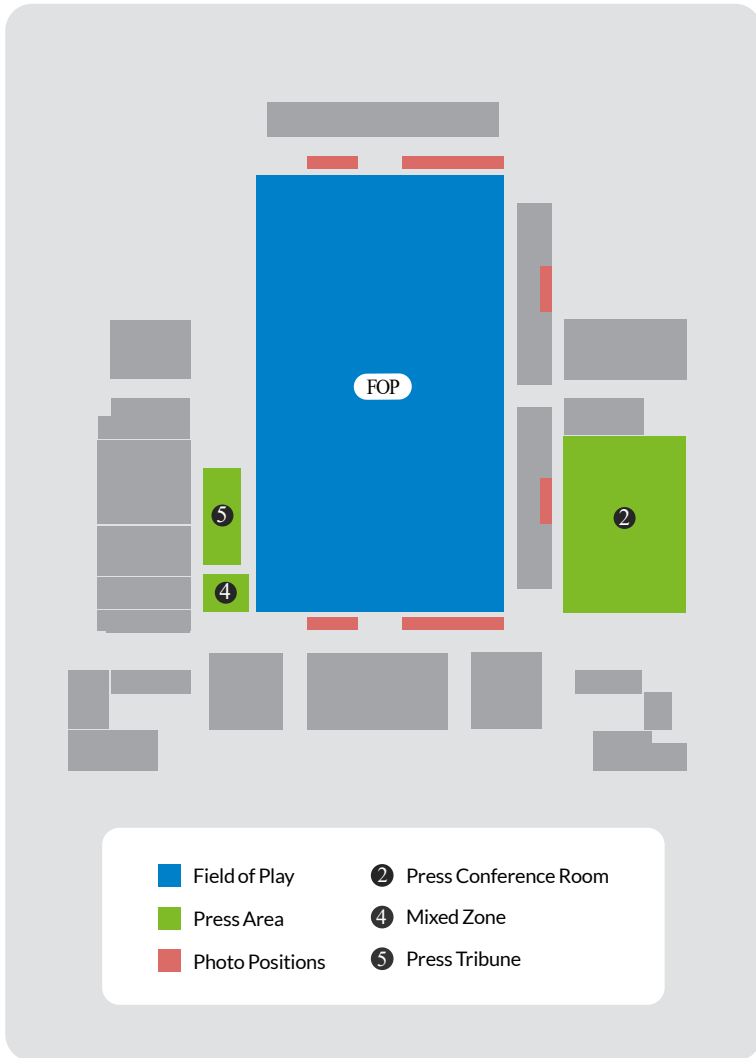 FOP
5
2
4
Field of Play
Press Area
Photo Positions
2 Press Conference Room
4 Mixed Zone
5 Press Tribune